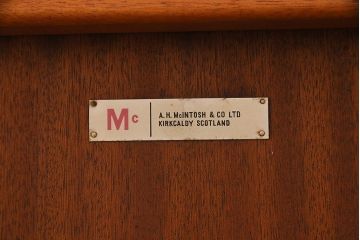 Mc
A.H. McINTOSH & CO LTD
KIRKCALDY SCOTLAND